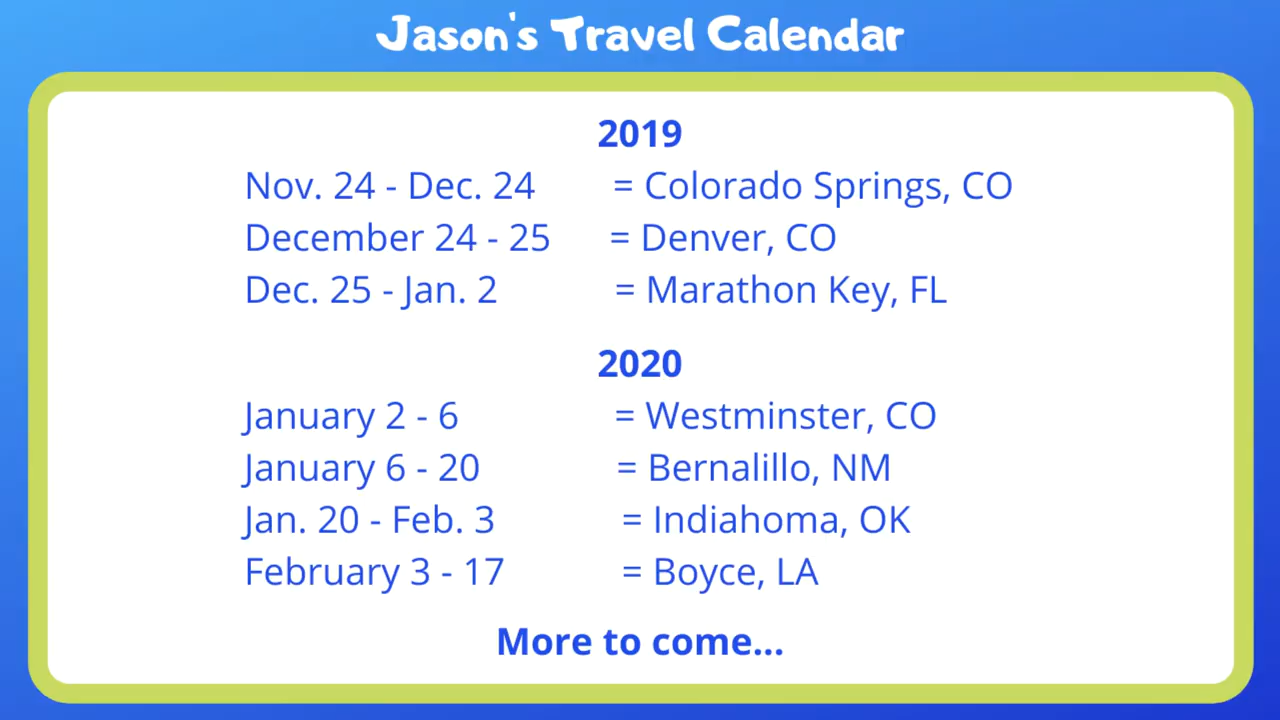 Jason's Travel Calendar
2019
Nov. 24 - Dec. 24 = Colorado Springs, CO
December 24 - 25 = Denver, CO
Dec. 25 - Jan. 2 = Marathon Key, FL
2020
January 2 - 6 = Westminster, CO
January 6 - 20 = Bernalillo, NM
Jan. 20 - Feb. 3 = Indiahoma, OK
February 3 - 17 = Boyce, LA
More to come...